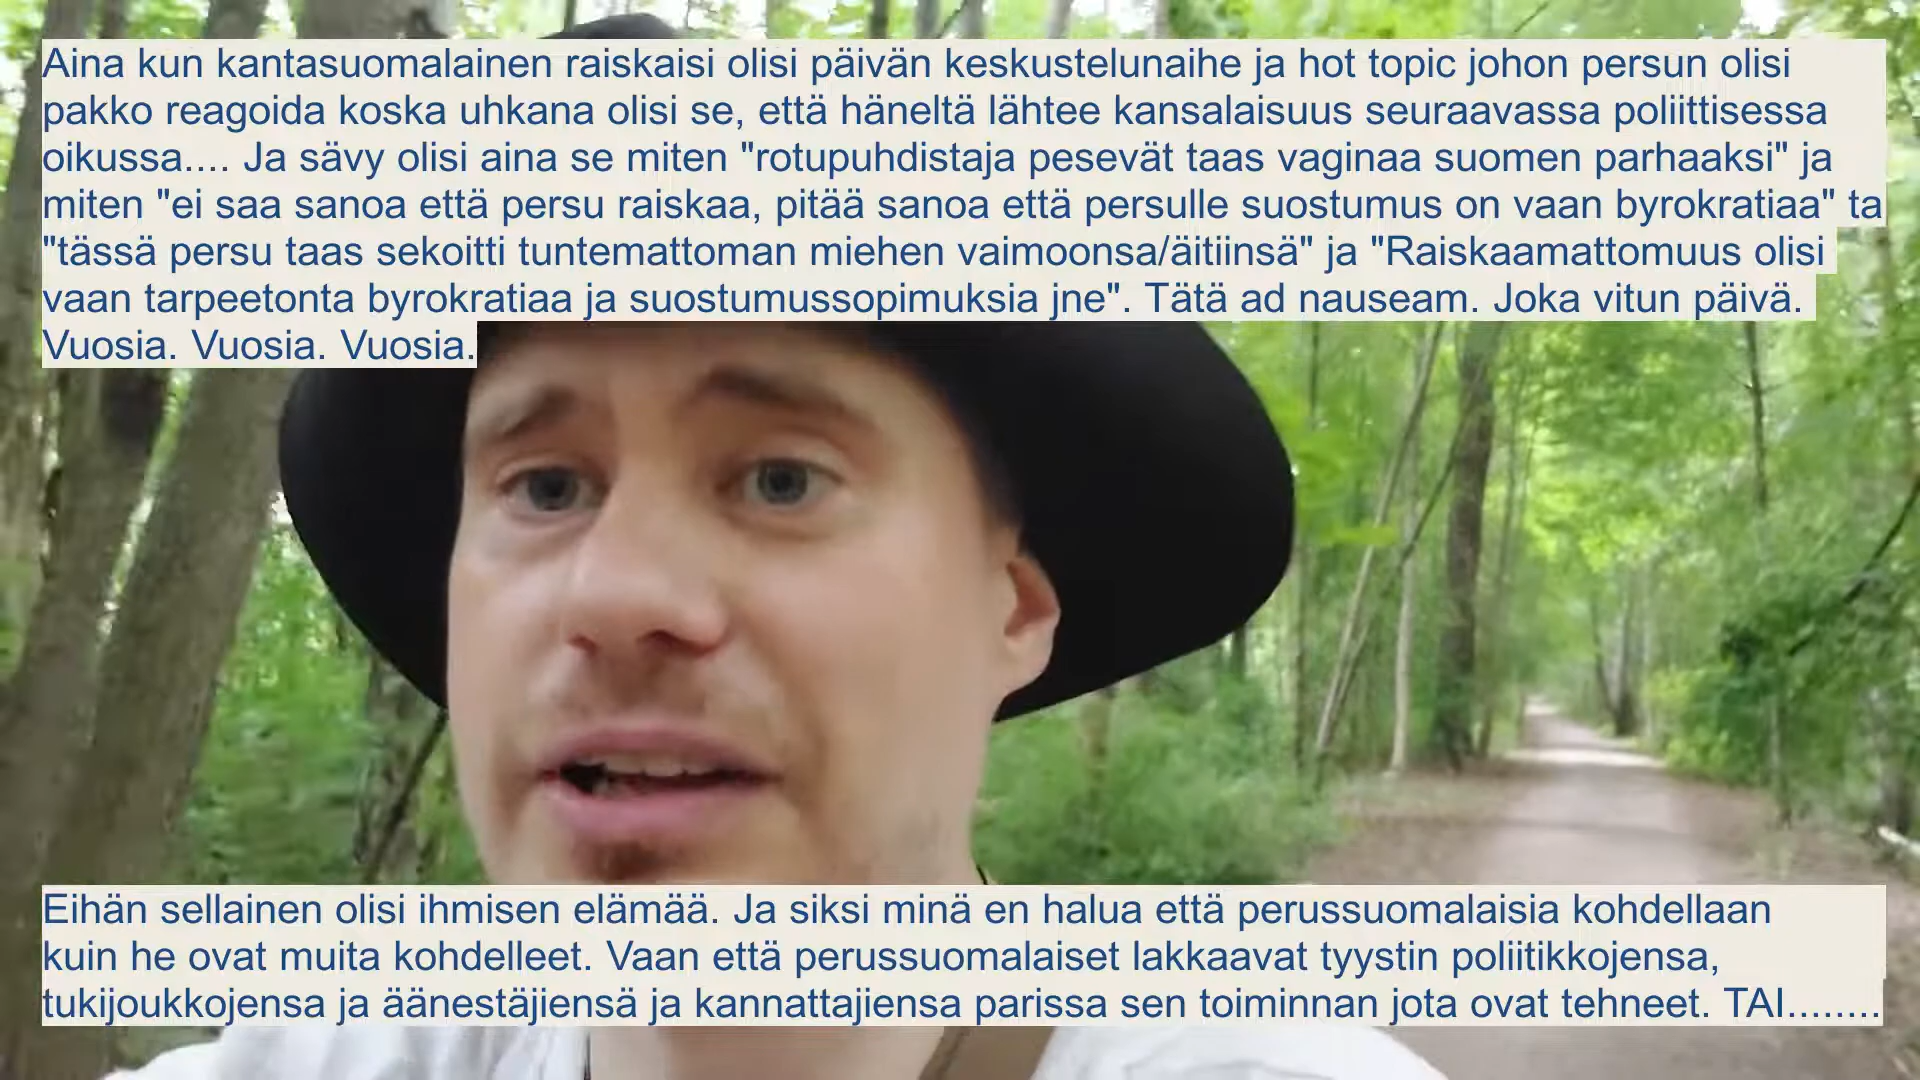 Aina kun kantasuomalainen raiskaisi olisi päivän keskustelunaihe ja hot topic johon persun olisi
pakko reagoida koska uhkana olisi se, että häneltä lähtee kansalaisuus seuraavassa poliittisessa
oikussa.... Ja sävy olisi aina se miten "rotupuhdistaja pesevät taas vaginaa suomen parhaaksi" ja
miten "ei saa sanoa että persu raiskaa, pitää sanoa että persulle suostumus on vaan byrokratiaa" ta
"tässä persu taas sekoitti tuntemattoman miehen vaimoonsa/äitiinsä" ja "Raiskaamattomuus olisi
vaan tarpeetonta byrokratiaa ja suostumussopimuksia jne". Tätä ad nauseam. Joka vitun päivä.
Vuosia. Vuosia. Vuosia.
Eihän sellainen olisi ihmisen elämää. Ja siksi minä en halua että perussuomalaisia kohdellaan
kuin he ovat muita kohdelleet. Vaan että perussuomalaiset lakkaavat tyystin poliitikkojensa,
tukijoukkojensa ja äänestäjiensä ja kannattajiensa parissa sen toiminnan jota ovat tehneet. TAI........